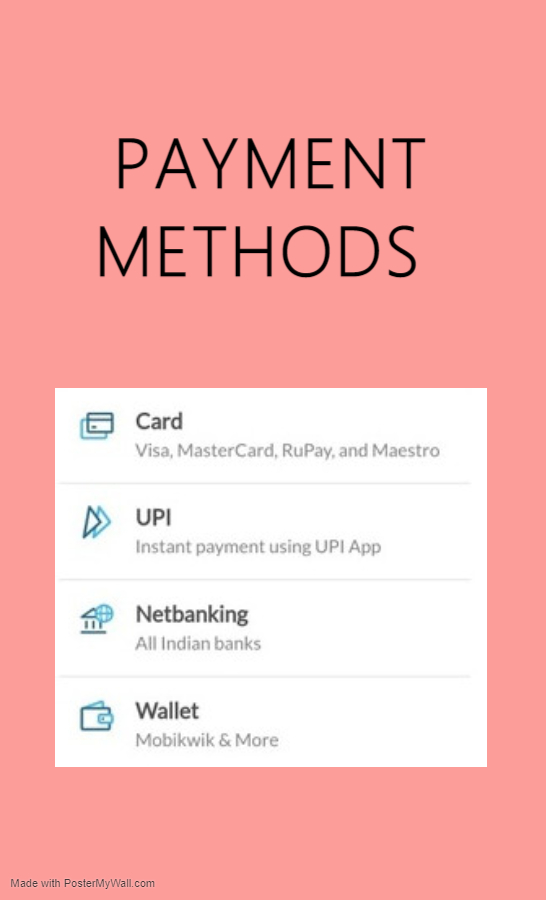 PAYMENT
METHODS
Card
Visa, MasterCard, RuPay, and Maestro
UPI
Instant payment using UPI App
Netbanking
All Indian banks
Wallet
Mobikwik & More
Made with PosterMyWall.com